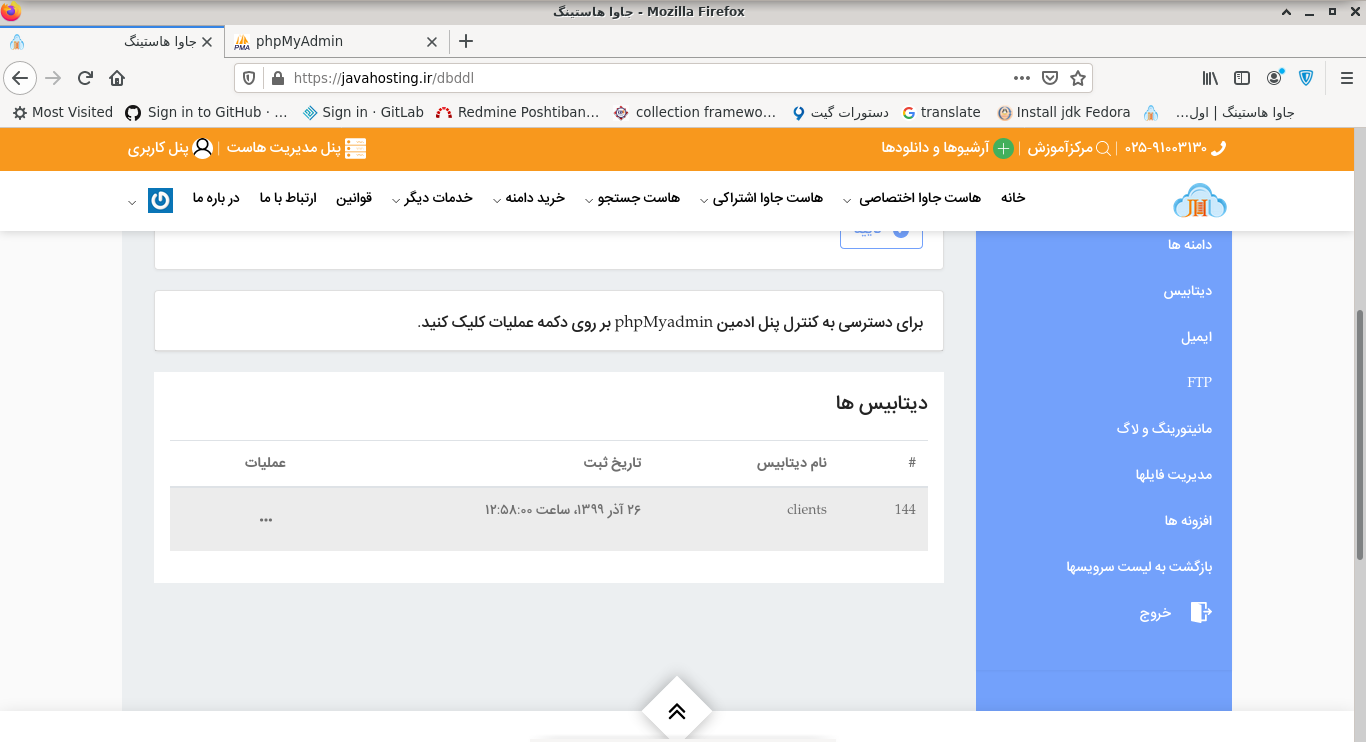 جاوا هاستینگ - Mozilla Firefox
جاوا هاستینگ
phpMyAdmin
https://javahosting.ir/dbddl
Most Visited
Sign in to GitHub · …
Sign in · GitLab
Redmine Poshtiban…
collection framewo…
دستورات گیت
translate
Install jdk Fedora
جاوا هاستینگ | اول…
۰۲۵-۹۱۰۰۳۱۳۰ | مرکزآموزش | آرشیوها و دانلودها
پنل مدیریت هاست | پنل کاربری
خانه
هاست جاوا اختصاصی
هاست جاوا اشتراکی
هاست جستجو
خرید دامنه
خدمات دیگر
قوانین
ارتباط با ما
در باره ما
دامنه ها
دیتابیس
ایمیل
FTP
مانیتورینگ و لاگ
مدیریت فایلها
افزونه ها
بازگشت به لیست سرویسها
خروج
برای دسترسی به کنترل پنل ادمین phpMyadmin بر روی دکمه عملیات کلیک کنید.
دیتابیس ها
# نام دیتابیس تاریخ ثبت عملیات
144 clients ۲۶ آذر ۱۳۹۹، ساعت ۱۲:۵۸:۰۰ ...